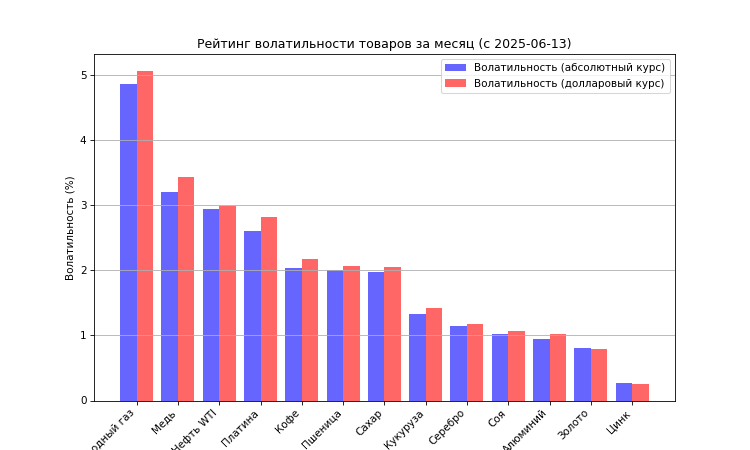 Рейтинг волатильности товаров за месяц (с 2025-06-13)
Волатильность (абсолютный курс)
Волатильность (долларовый курс)
Волатильность (%)
5
4
3
2
1
0
одный газ
Медь
Нефть WTI
Платина
Кофе
Пшеница
Сахар
Кукуруза
Серебро
Соя
Алюминий
Золото
Цинк